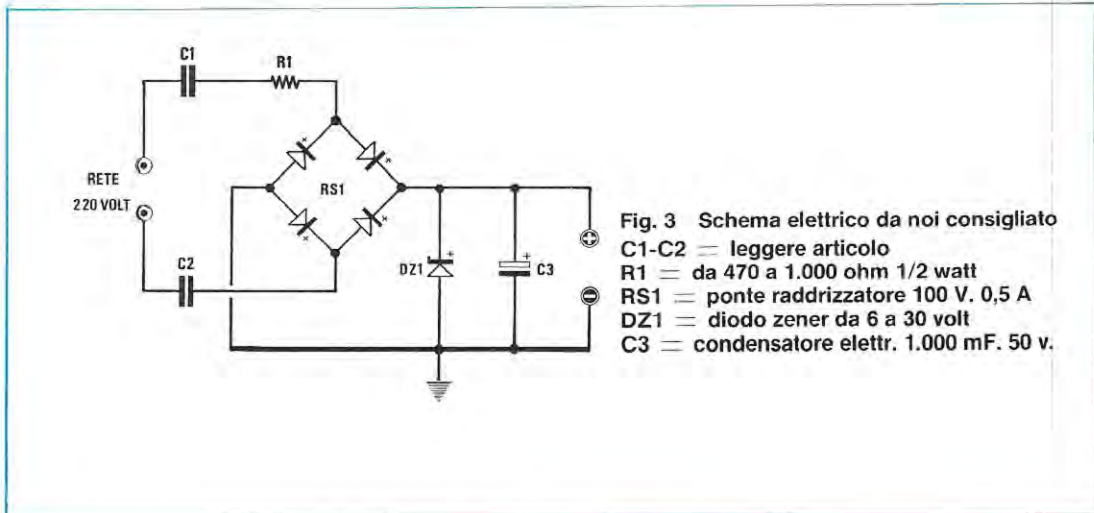 C1
R1
RETE
220 VOLT
RS1
C2
DZ1
C3
Fig. 3 Schema elettrico da noi consigliato
C1-C2 = leggere articolo
R1 = da 470 a 1.000 ohm 1/2 watt
RS1 = ponte raddrizzatore 100 V. 0,5 A
DZ1 = diodo zener da 6 a 30 volt
C3 = condensatore elettr. 1.000 mF. 50 v.